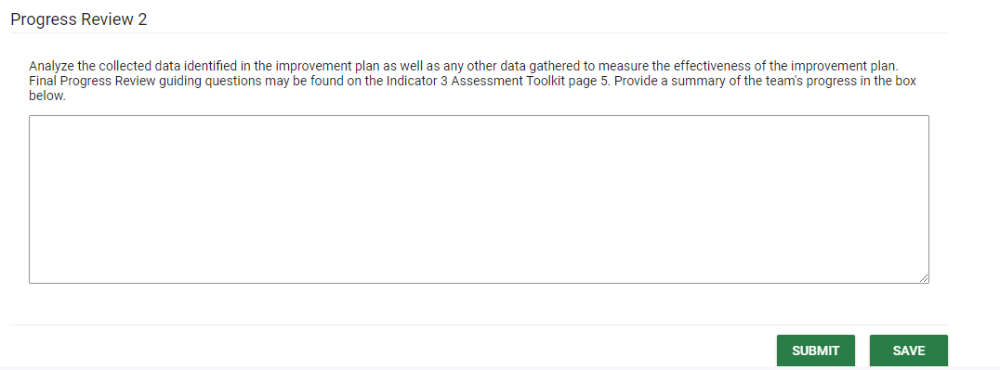 Progress Review 2
Analyze the collected data identified in the improvement plan as well as any other data gathered to measure the effectiveness of the improvement plan.
Final Progress Review guiding questions may be found on the Indicator 3 Assessment Toolkit page 5. Provide a summary of the team's progress in the box
below.
SUBMIT SAVE